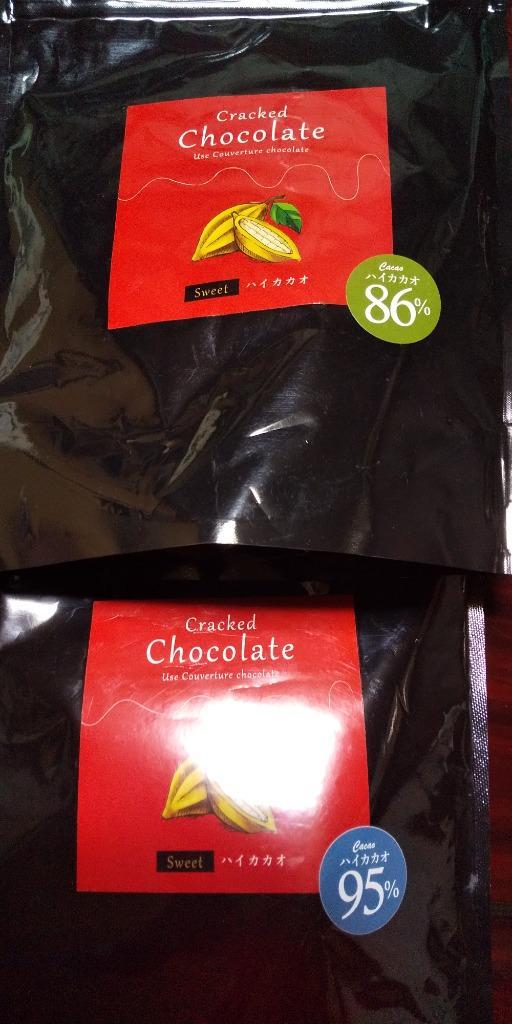 Cracked
Chocolate
Use Couverture chocolate
Sweet ハイカカオ
Cacao
ハイカカオ
86%
Cracked
Chocolate
Use Couverture chocolate
Sweet ハイカカオ
Cacao
ハイカカオ
95%